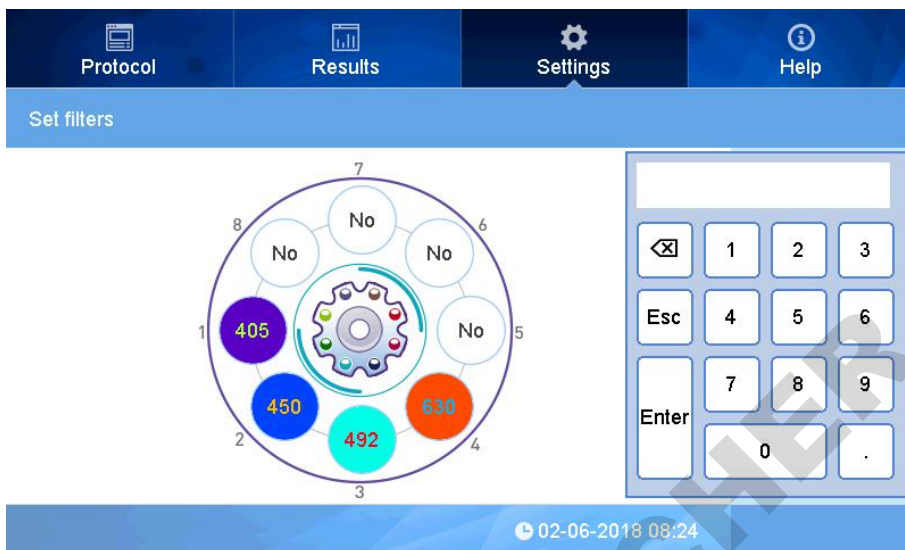 Protocol Results Settings Help
Set filters
7
8 No 6
No No
1 2 3
1 405 No 5
Esc 4 5 6
450 630
7 8 9
2 492 4
Enter
0 .
3
02-06-2018 08:24
CHER